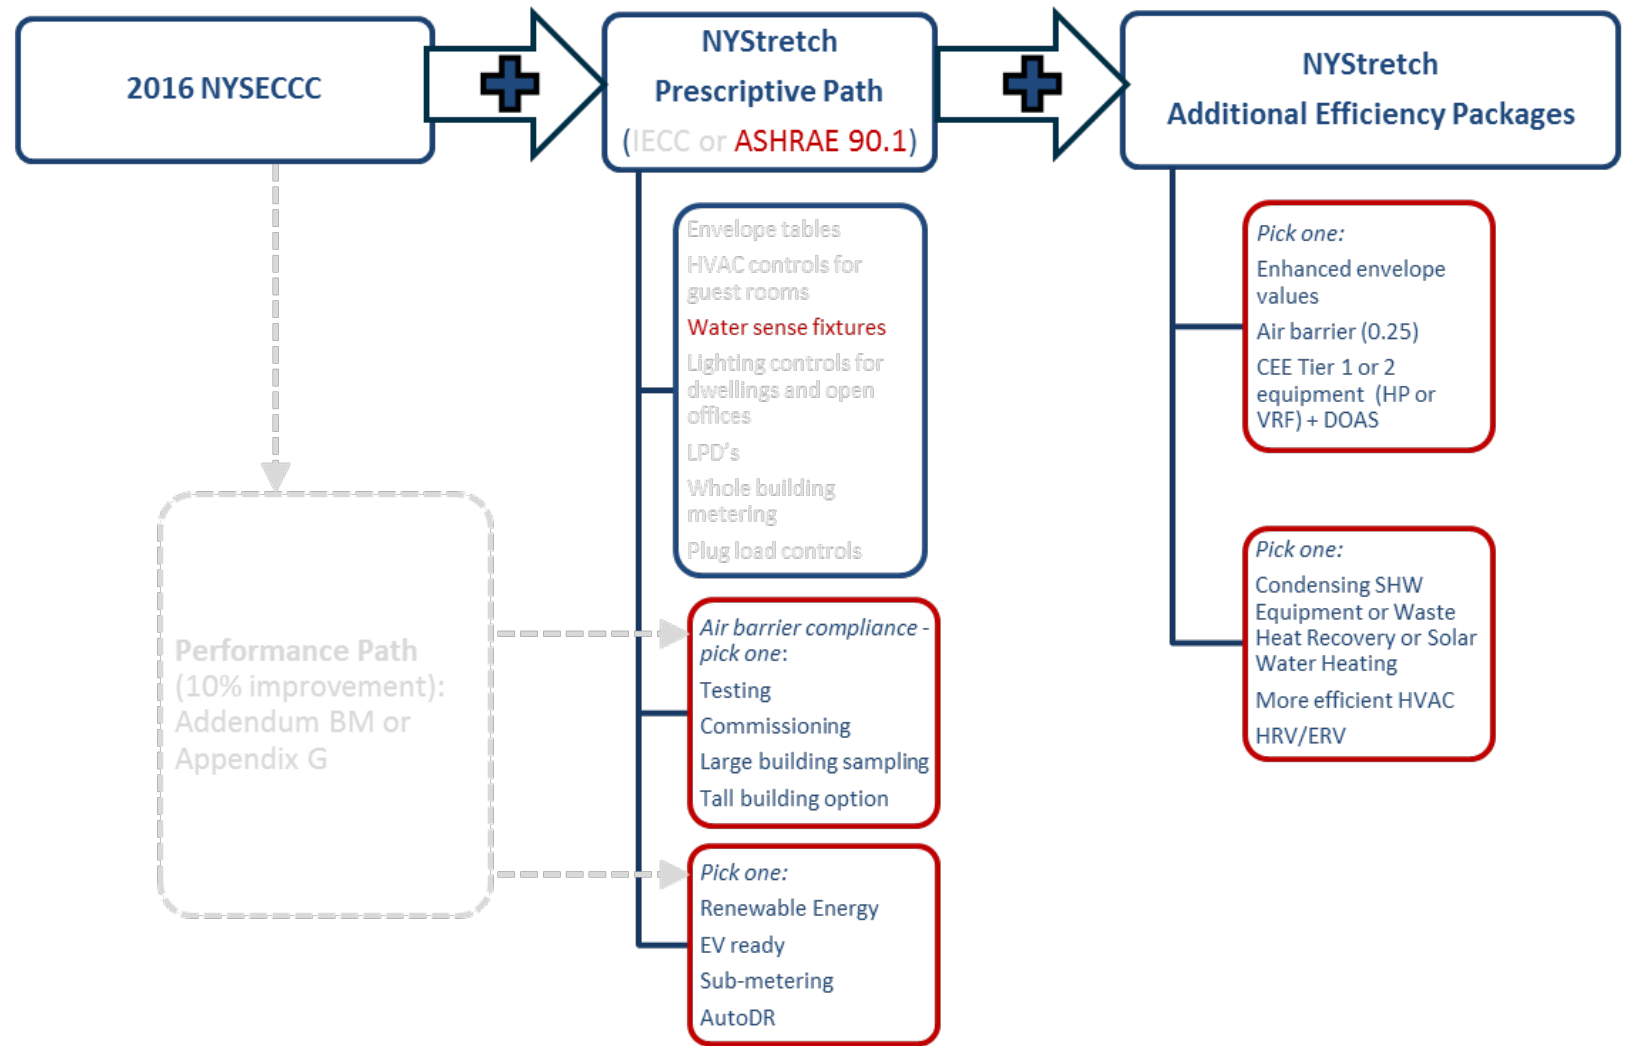 2016 NYSECCC
NYStretch
Prescriptive Path
(IECC or ASHRAE 90.1)
NYStretch
Additional Efficiency Packages
Envelope tables
HVAC controls for
guest rooms
Water sense fixtures
Lighting controls for
dwellings and open
offices
LPD's
Whole building
metering
Plug load controls
Pick one:
Enhanced envelope
values
Air barrier (0.25)
CEE Tier 1 or 2
equipment (HP or
VRF) + DOAS
Performance Path
(10% improvement):
Addendum BM or
Appendix G
Air barrier compliance -
pick one:
Testing
Commissioning
Large building sampling
Tall building option
Pick one:
Condensing SHW
Equipment or Waste
Heat Recovery or Solar
Water Heating
More efficient HVAC
HRV/ERV
Pick one:
Renewable Energy
EV ready
Sub-metering
AutoDR